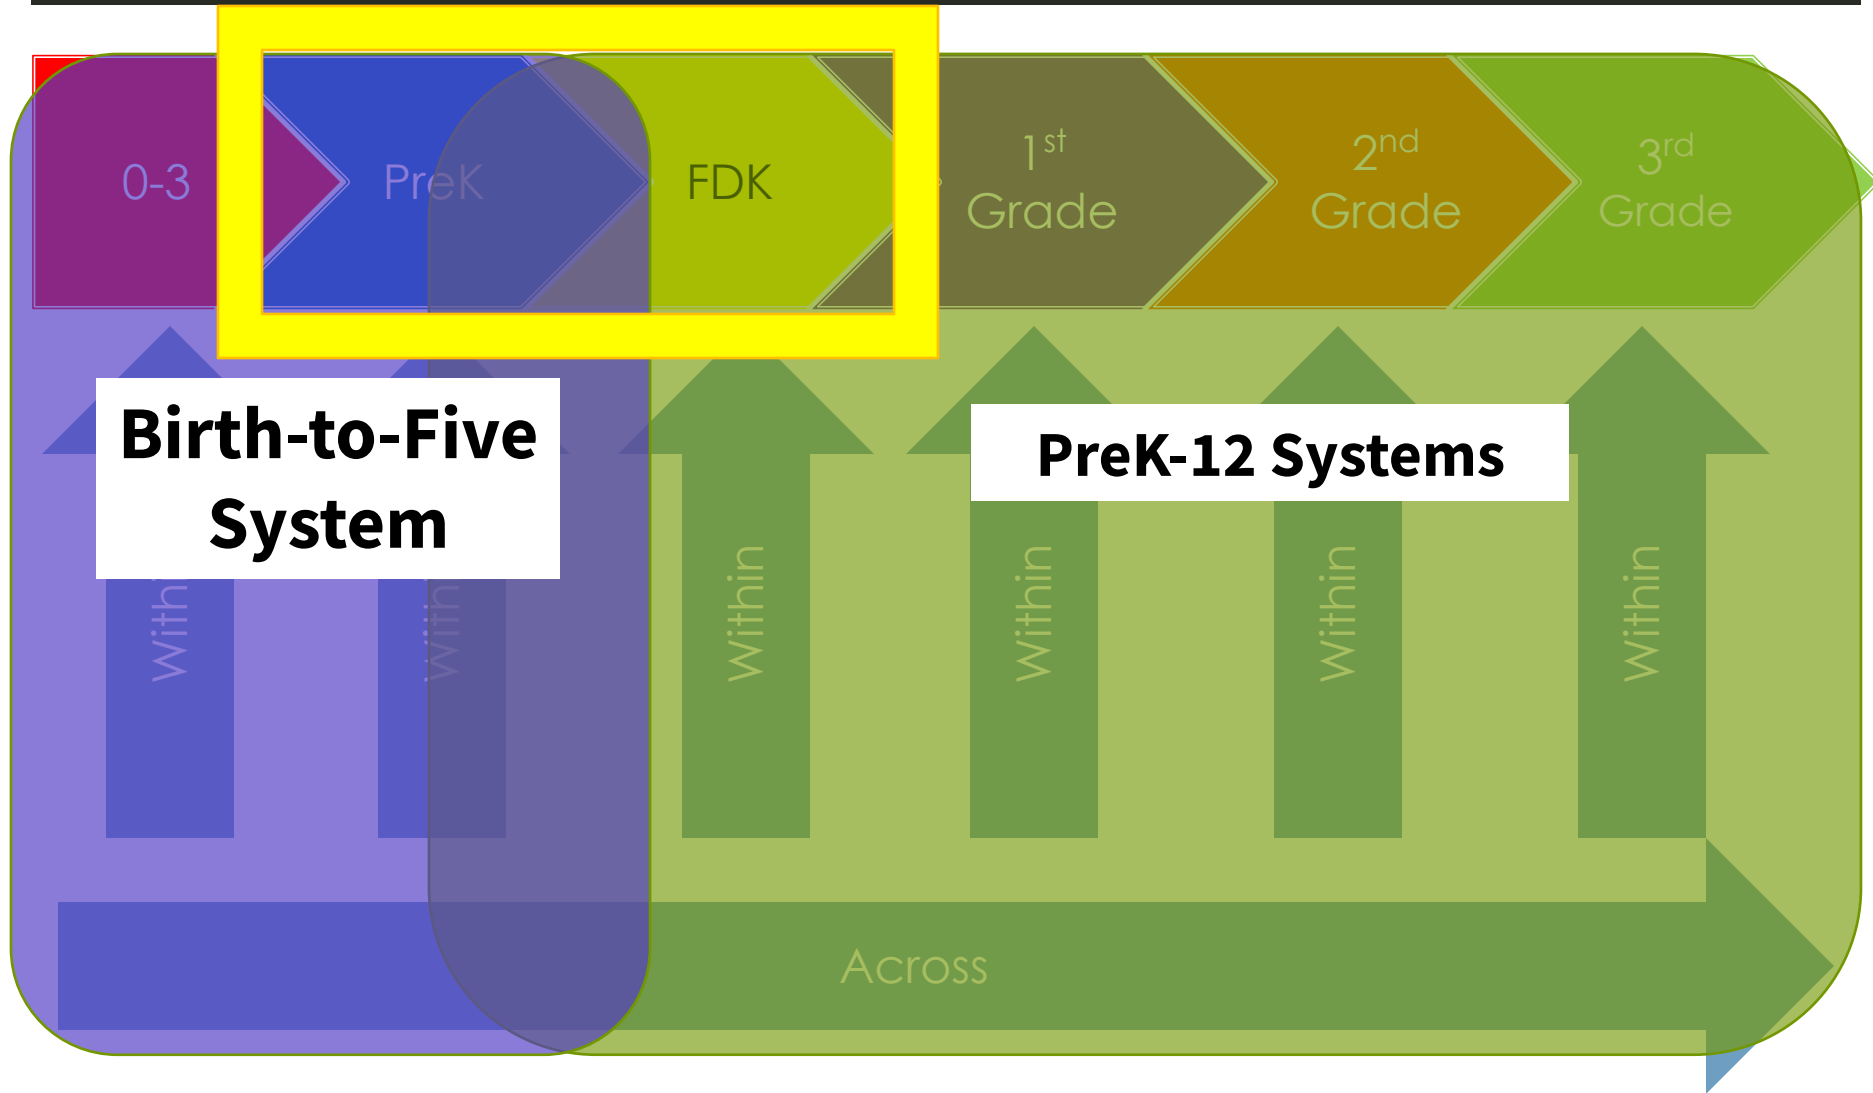 0-3
PreK
FDK
1st
Grade
2nd
Grade
3rd
Grade
Birth-to-Five
System
PreK-12 Systems
Within
Within
Within
Within
Across